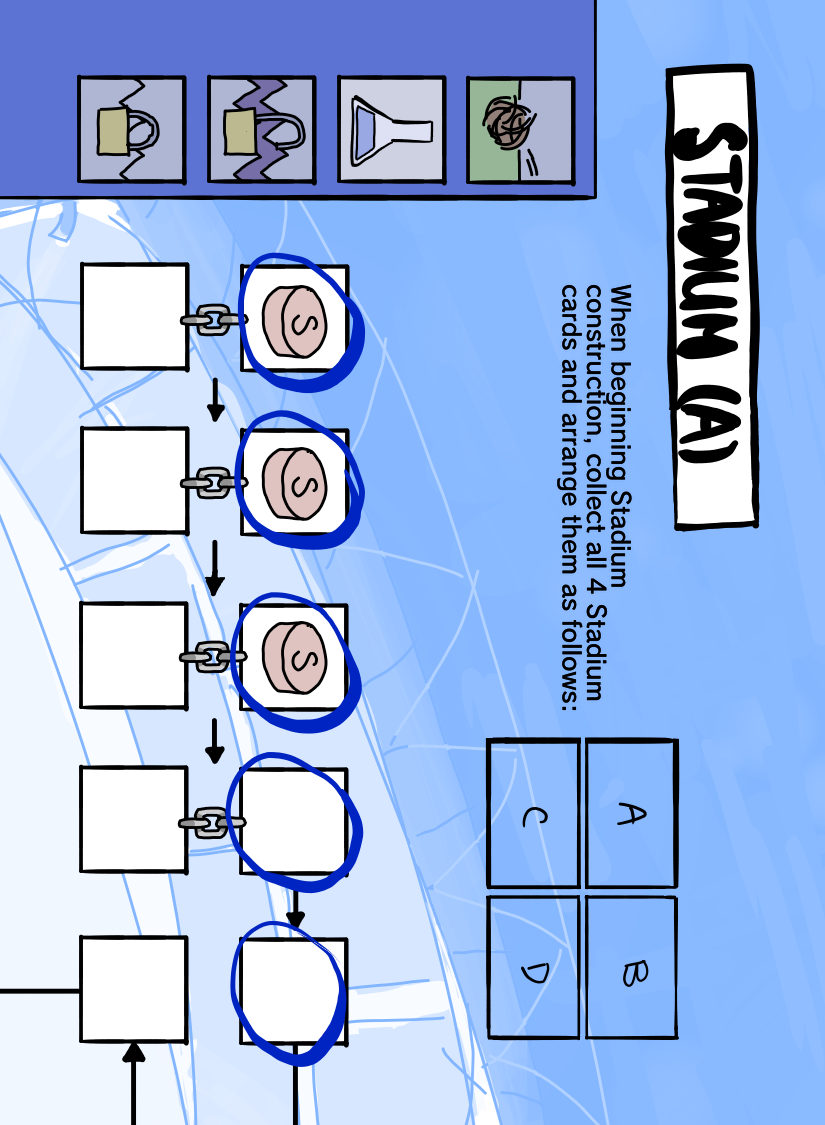 STADIUM (A)
When beginning Stadium
construction, collect all 4 Stadium
cards and arrange them as follows:
A B
C D
S S S